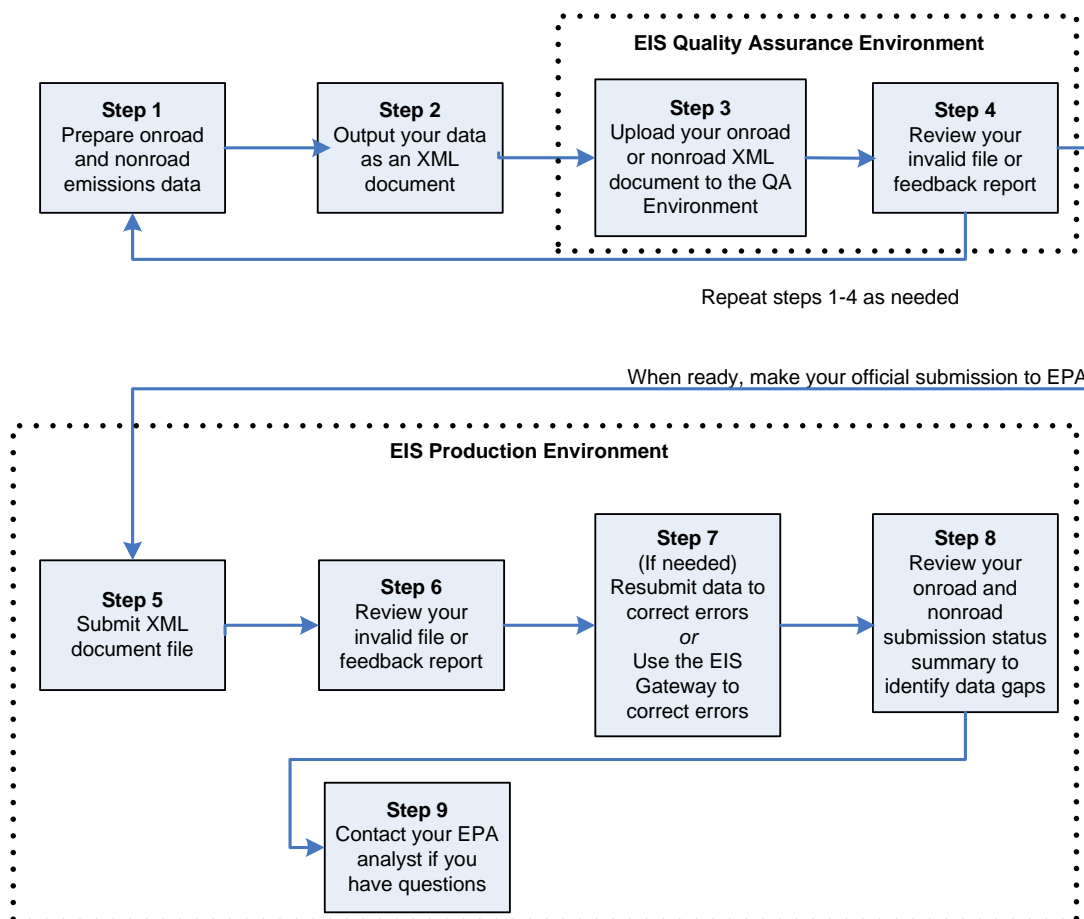 EIS Quality Assurance Environment
Step 1
Prepare onroad
and nonroad
emissions data
Step 2
Output your data
as an XML
document
Step 3
Upload your onroad
or nonroad XML
document to the QA
Environment
Step 4
Review your
invalid file or
feedback report
Repeat steps 1-4 as needed
When ready, make your official submission to EPA
EIS Production Environment
Step 5
Submit XML
document file
Step 6
Review your
invalid file or
feedback report
Step 7
(If needed)
Resubmit data to
correct errors
or
Use the EIS
Gateway to
correct errors
Step 8
Review your
onroad and
nonroad
submission status
summary to
identify data gaps
Step 9
Contact your EPA
analyst if you
have questions